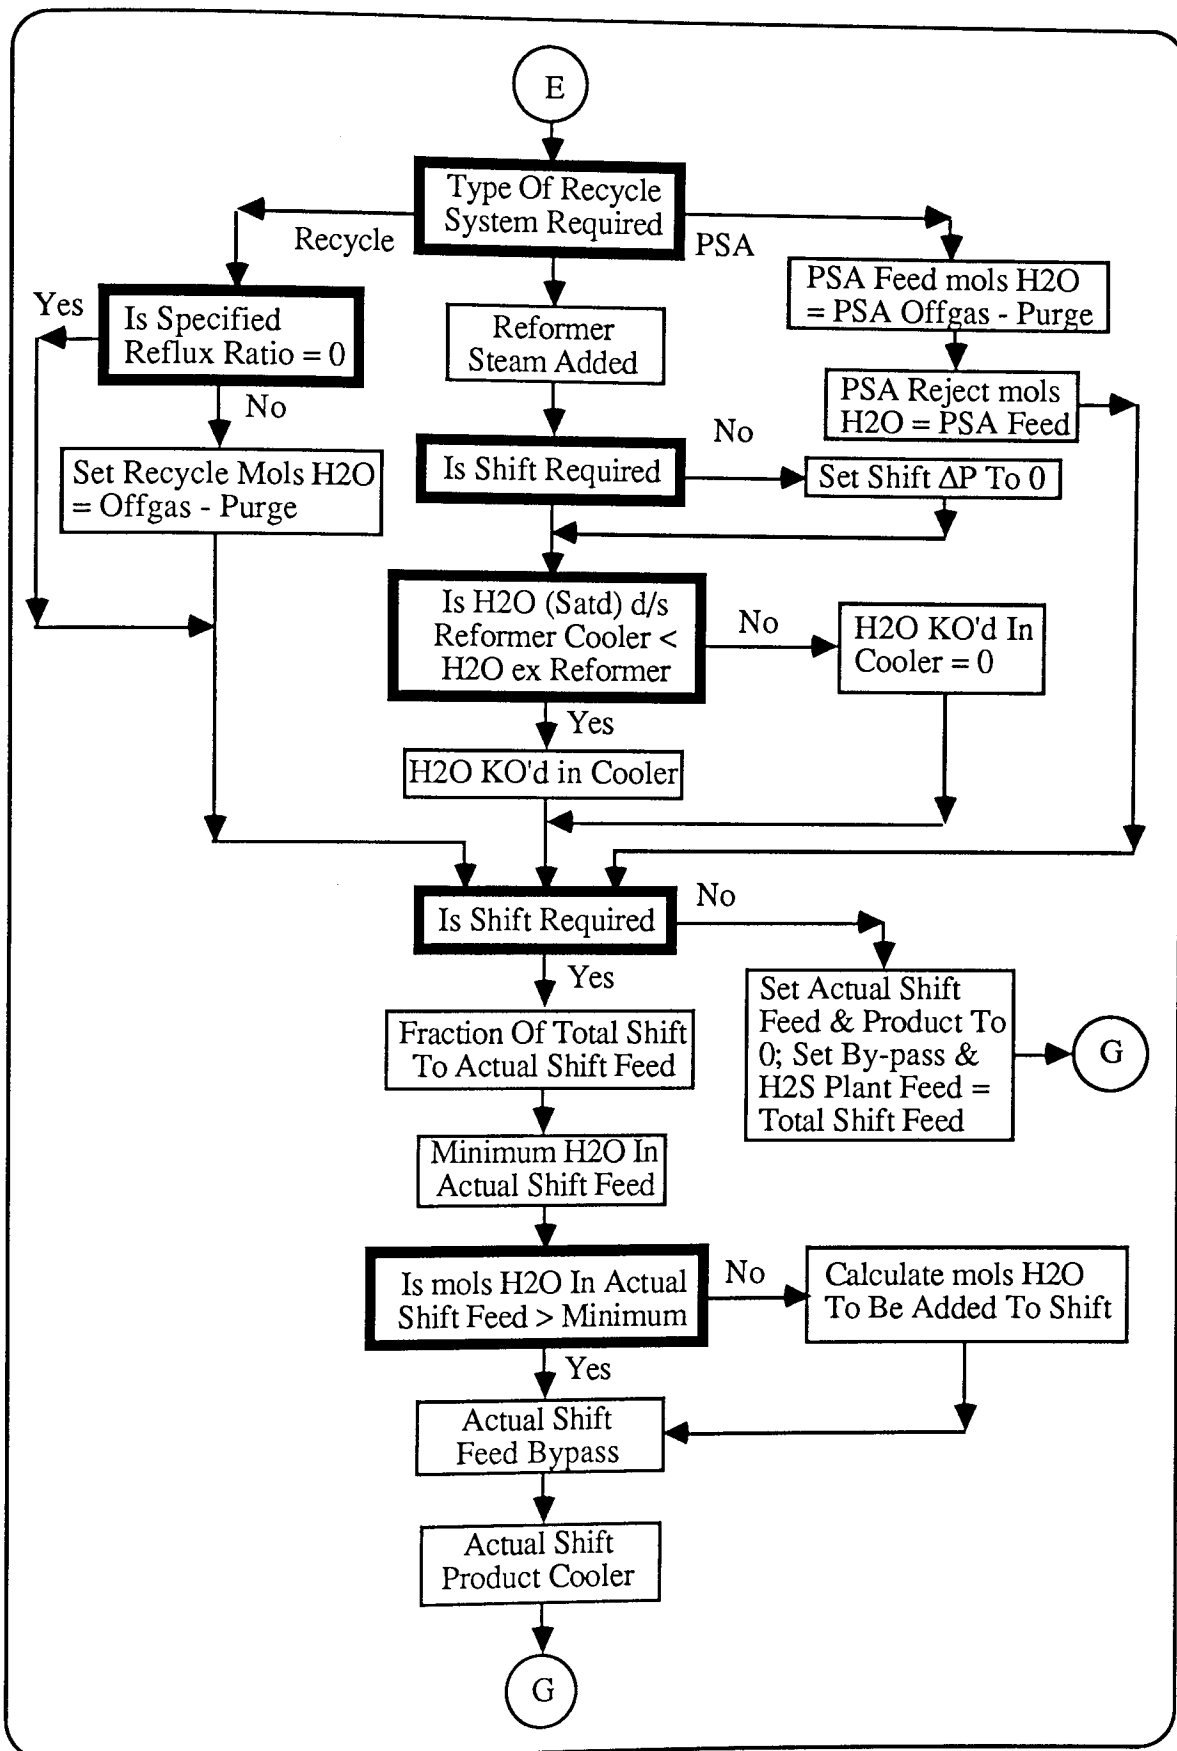 E
Type Of Recycle
System Required
Recycle
PSA
PSA Feed mols H2O
= PSA Offgas - Purge
Yes
Is Specified
Reflux Ratio = 0
Reformer
Steam Added
PSA Reject mols
H2O = PSA Feed
No
No
Set Recycle Mols H2O
= Offgas - Purge
Is Shift Required
Set Shift ΔP To 0
Is H2O (Satd) d/s
Reformer Cooler <
H2O ex Reformer
No
H2O KO'd In
Cooler = 0
Yes
H2O KO'd in Cooler
Is Shift Required
No
Yes
Set Actual Shift
Feed & Product To
0; Set By-pass &
H2S Plant Feed =
Total Shift Feed
G
Fraction Of Total Shift
To Actual Shift Feed
Minimum H2O In
Actual Shift Feed
Is mols H2O In Actual
Shift Feed > Minimum
No
Calculate mols H2O
To Be Added To Shift
Yes
Actual Shift
Feed Bypass
Actual Shift
Product Cooler
G